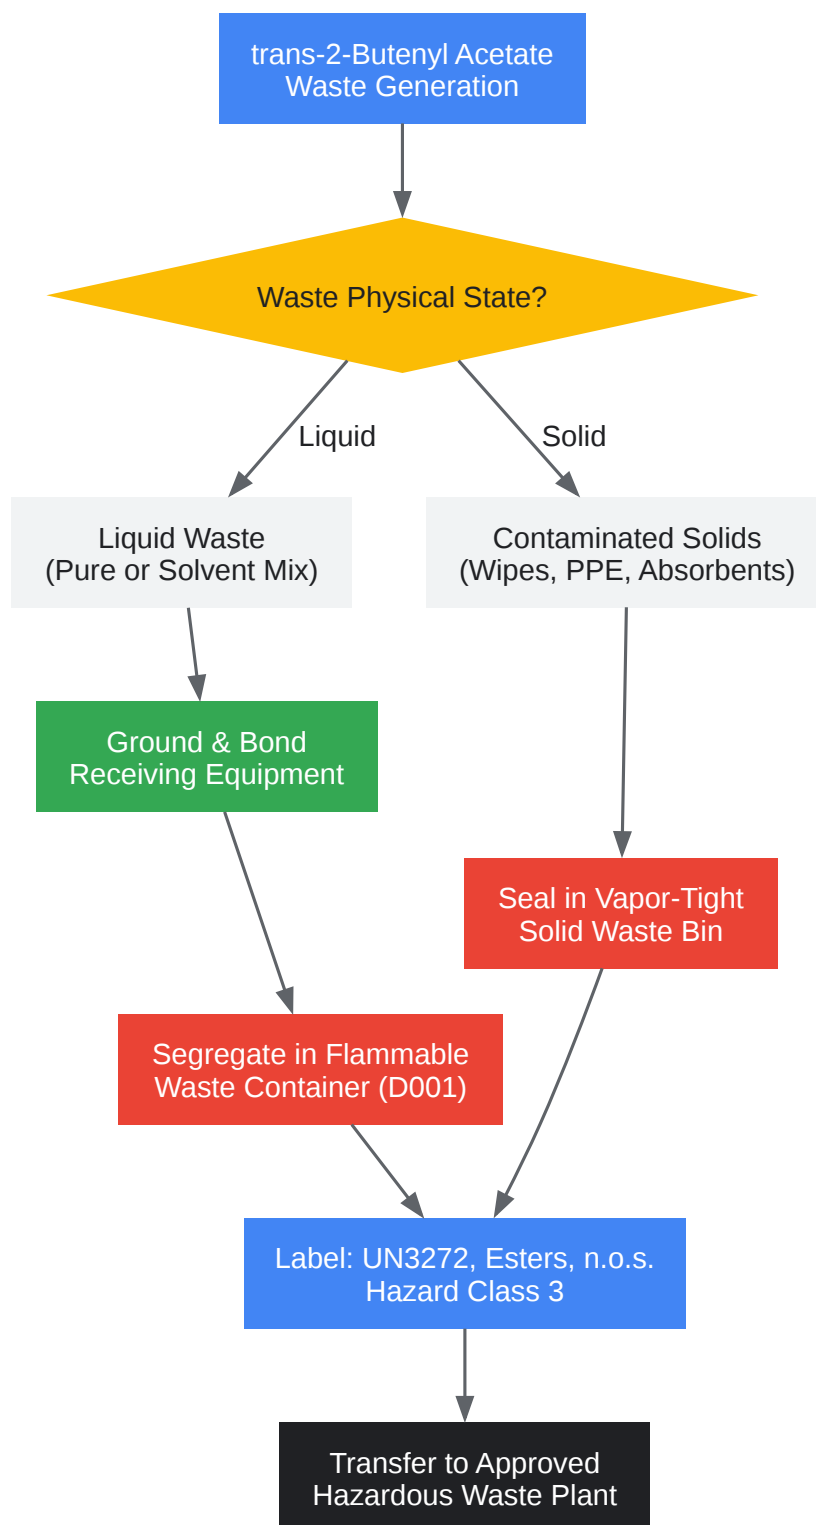 trans-2-Butenyl Acetate
Waste Generation
Waste Physical State?
Liquid
Solid
Liquid Waste
(Pure or Solvent Mix)
Contaminated Solids
(Wipes, PPE, Absorbents)
Ground & Bond
Receiving Equipment
Seal in Vapor-Tight
Solid Waste Bin
Segregate in Flammable
Waste Container (D001)
Label: UN3272, Esters, n.o.s.
Hazard Class 3
Transfer to Approved
Hazardous Waste Plant